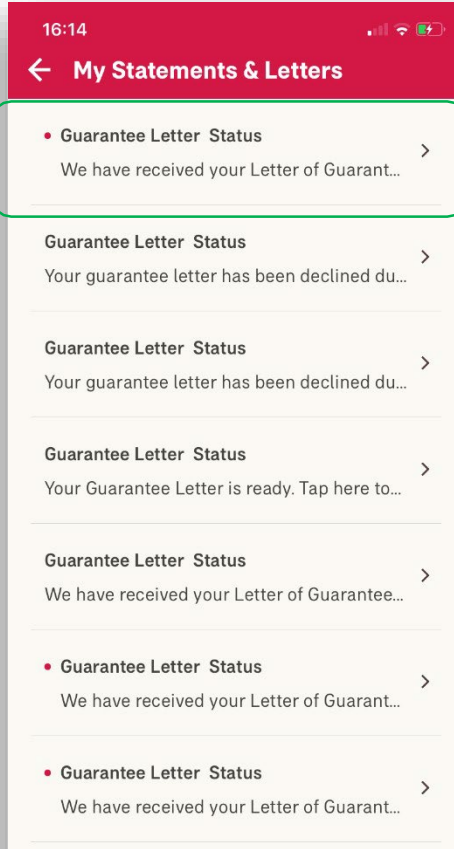 16:14
My Statements & Letters
Guarantee Letter Status
We have received your Letter of Guarant...
Guarantee Letter Status
Your guarantee letter has been declined du...
Guarantee Letter Status
Your guarantee letter has been declined du...
Guarantee Letter Status
Your Guarantee Letter is ready. Tap here to...
Guarantee Letter Status
We have received your Letter of Guarantee...
Guarantee Letter Status
We have received your Letter of Guarant...
Guarantee Letter Status
We have received your Letter of Guarant...